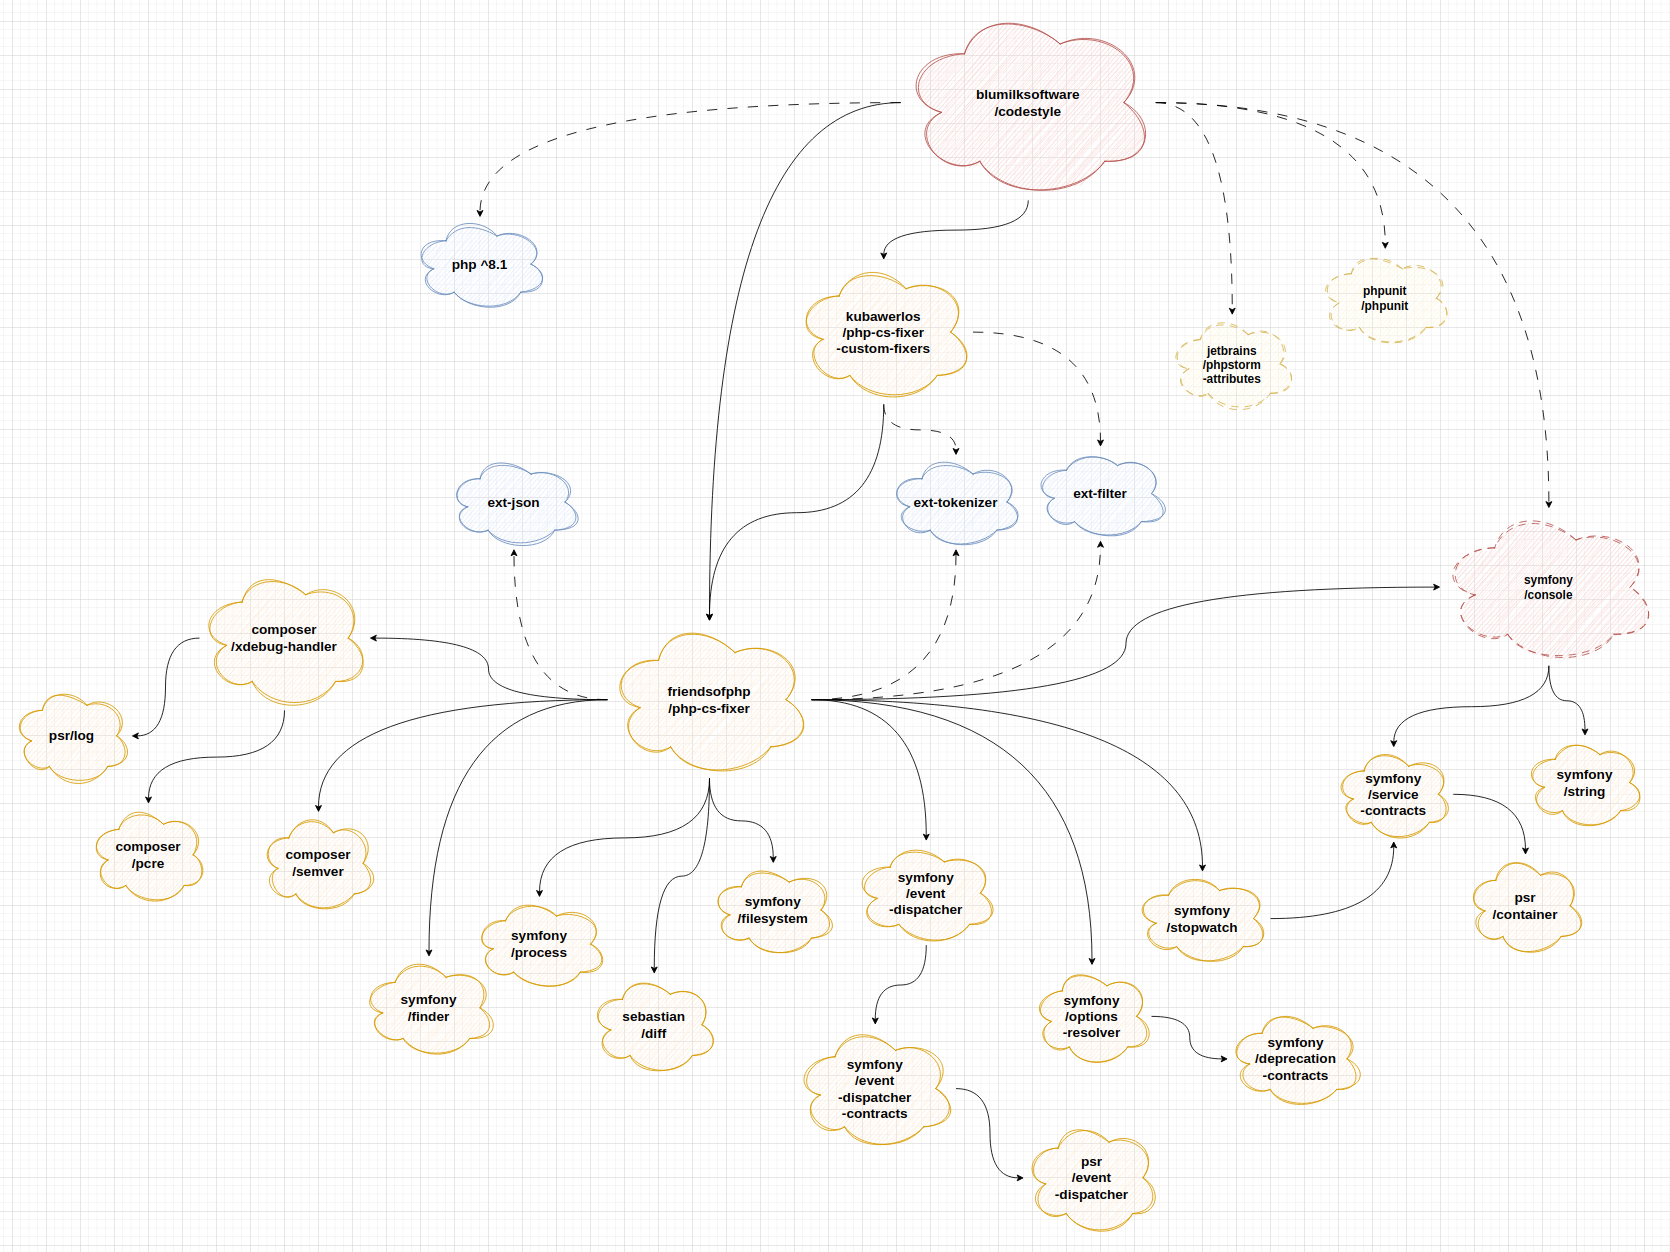 blumilksoftware
/codestyle
php ^8.1
kubawerlos
/php-cs-fixer
-custom-fixers
phpunit
/phpunit
jetbrains
/phpstorm
-attributes
ext-json
ext-tokenizer
ext-filter
symfony
/console
composer
/xdebug-handler
friendsofphp
/php-cs-fixer
psr/log
symfony
/service
-contracts
symfony
/string
composer
/pcre
composer
/semver
symfony
/process
symfony
/filesystem
symfony
/event
-dispatcher
symfony
/stopwatch
psr
/container
symfony
/finder
sebastian
/diff
symfony
/options
-resolver
symfony
/deprecation
-contracts
symfony
/event
-dispatcher
-contracts
psr
/event
-dispatcher